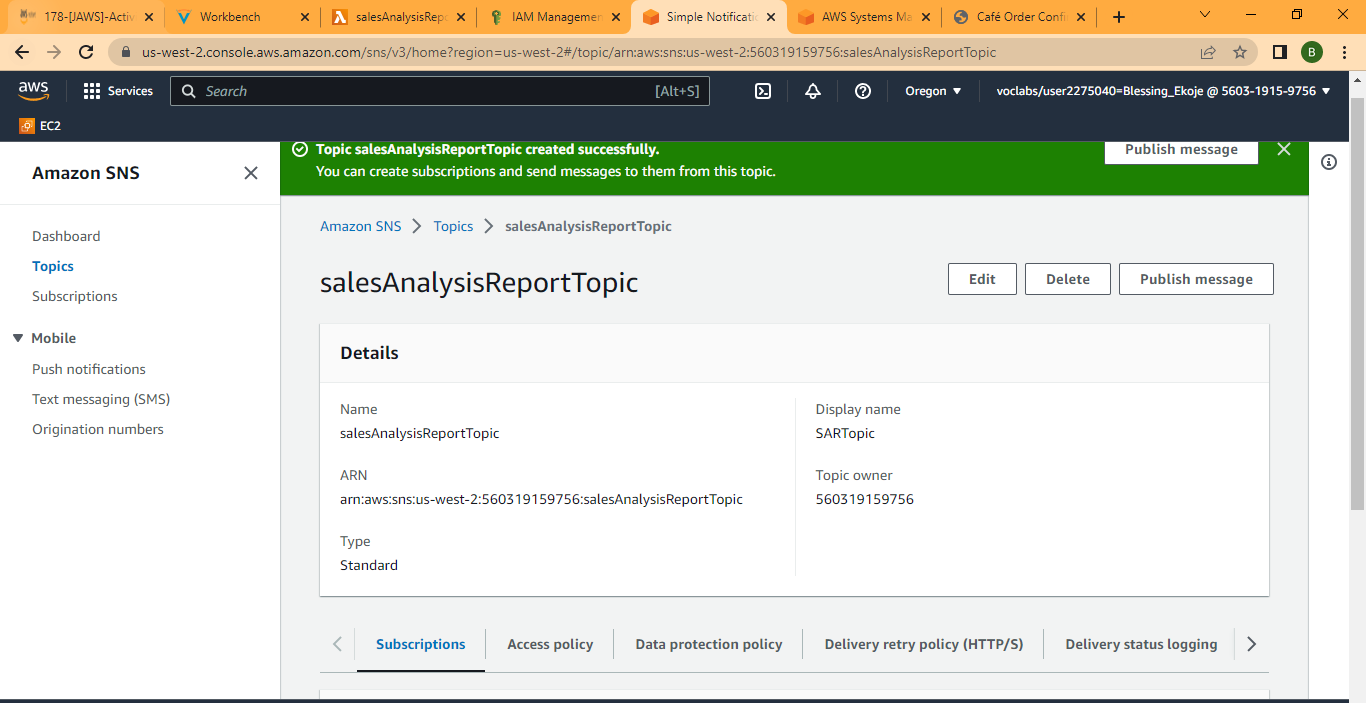 178-[JAWS]-Activ
Workbench
salesAnalysisRepo
IAM Management
Simple Notificatio
AWS Systems Ma
Café Order Confi
us-west-2.console.aws.amazon.com/sns/v3/home?region=us-west-2#/topic/arn:aws:sns:us-west-2:560319159756:salesAnalysisReportTopic
B
aws
Services
Search
[Alt+S]
Oregon
voclabs/user2275040=Blessing_Ekoje @ 5603-1915-9756
EC2
Amazon SNS
Dashboard
Topics
Subscriptions
Mobile
Push notifications
Text messaging (SMS)
Origination numbers
Topic salesAnalysisReportTopic created successfully.
You can create subscriptions and send messages to them from this topic.
Publish message
Amazon SNS
Topics
salesAnalysisReportTopic
salesAnalysisReportTopic
Edit
Delete
Publish message
Details
Name
salesAnalysisReportTopic
ARN
arn:aws:sns:us-west-2:560319159756:salesAnalysisReportTopic
Type
Standard
Display name
SARTopic
Topic owner
560319159756
Subscriptions
Access policy
Data protection policy
Delivery retry policy (HTTP/S)
Delivery status logging